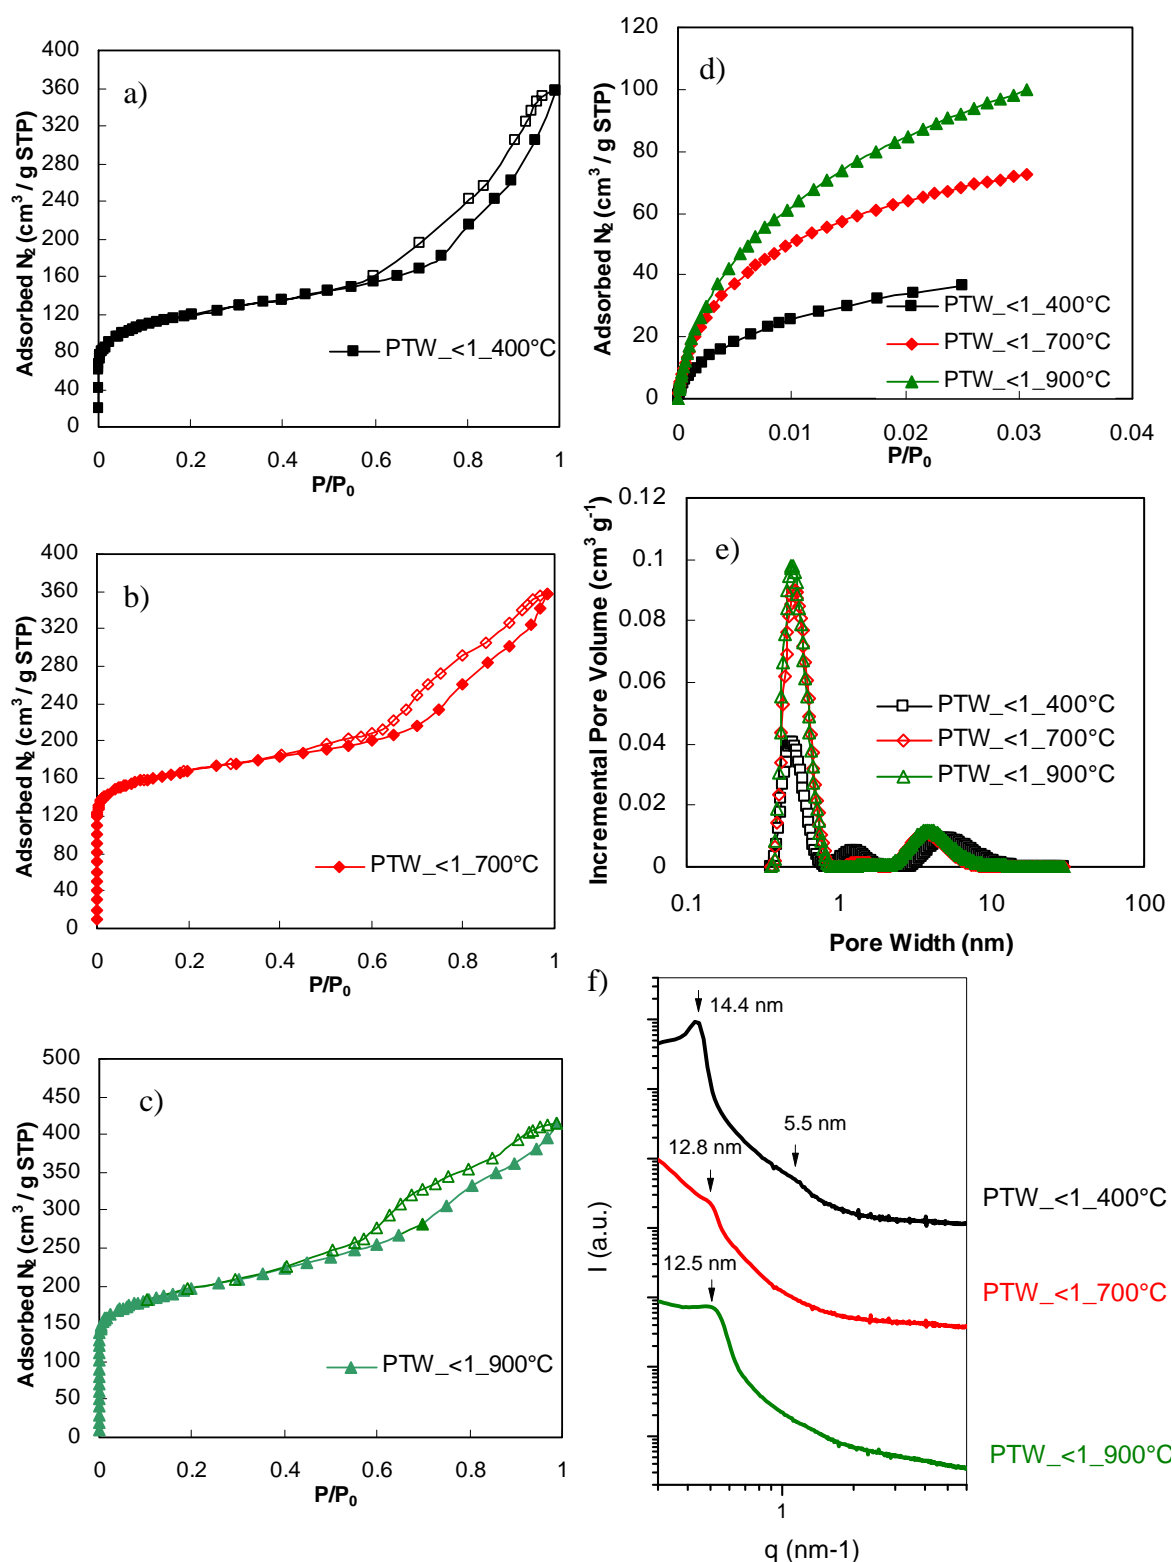 a)
Adsorbed N₂ (cm³ / g STP)
400
360
320
280
240
200
160
120
80
40
0
0 0.2 0.4 0.6 0.8 1
P/P₀
PTW_<1_400°C
d)
Adsorbed N₂ (cm³ / g STP)
120
100
80
60
40
20
0
0 0.01 0.02 0.03 0.04
P/P₀
PTW_<1_400°C
PTW_<1_700°C
PTW_<1_900°C
b)
Adsorbed N₂ (cm³ / g STP)
400
360
320
280
240
200
160
120
80
40
0
0 0.2 0.4 0.6 0.8 1
P/P₀
PTW_<1_700°C
e)
Incremental Pore Volume (cm³ g⁻¹)
0.12
0.1
0.08
0.06
0.04
0.02
0
0.1 1 10 100
Pore Width (nm)
PTW_<1_400°C
PTW_<1_700°C
PTW_<1_900°C
c)
Adsorbed N₂ (cm³ / g STP)
500
450
400
350
300
250
200
150
100
50
0
0 0.2 0.4 0.6 0.8 1
P/P₀
PTW_<1_900°C
f)
I (a.u.)
14.4 nm
5.5 nm
12.8 nm
12.5 nm
PTW_<1_400°C
PTW_<1_700°C
PTW_<1_900°C
1
q (nm-1)